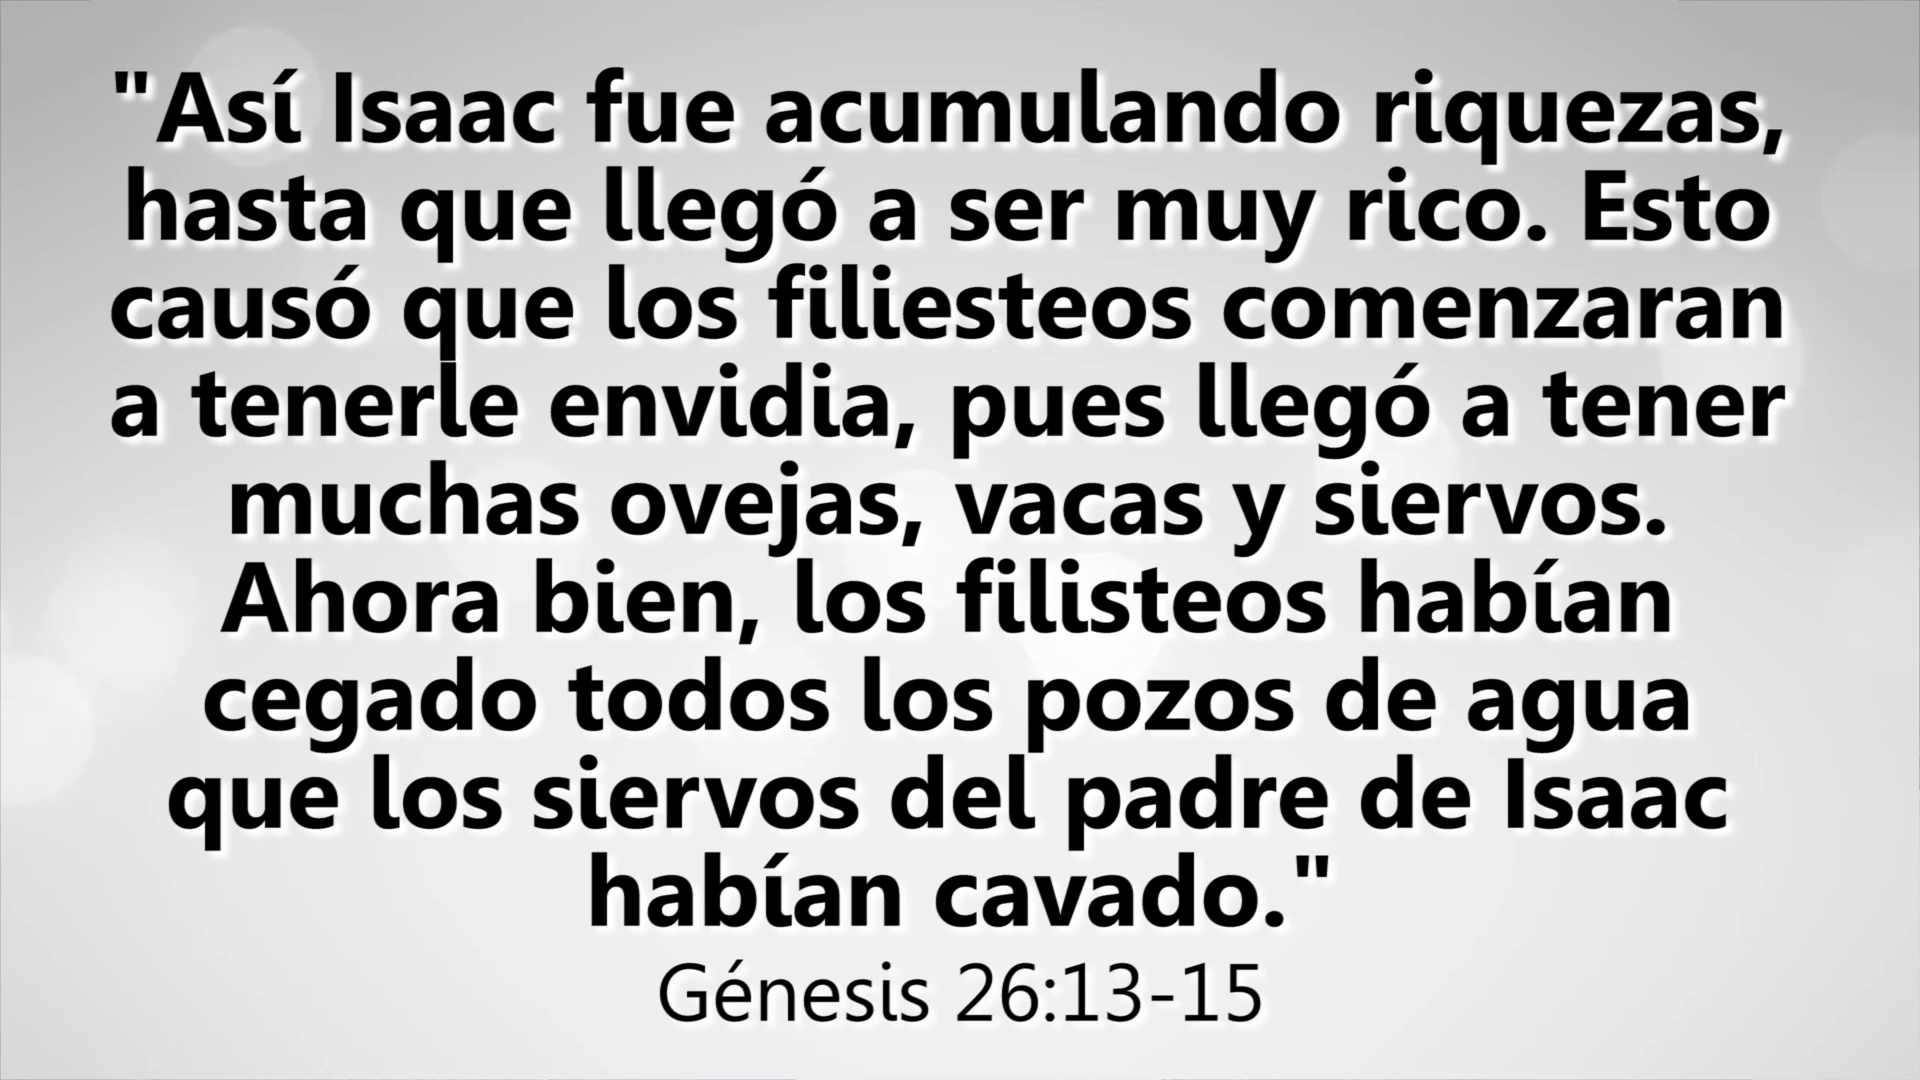 "Así Isaac fue acumulando riquezas,
hasta que llegó a ser muy rico. Esto
causó que los filiesteos comenzaran
a tenerle envidia, pues llegó a tener
muchas ovejas, vacas y siervos.
Ahora bien, los filisteos habían
cegado todos los pozos de agua
que los siervos del padre de Isaac
habían cavado."
Génesis 26:13-15